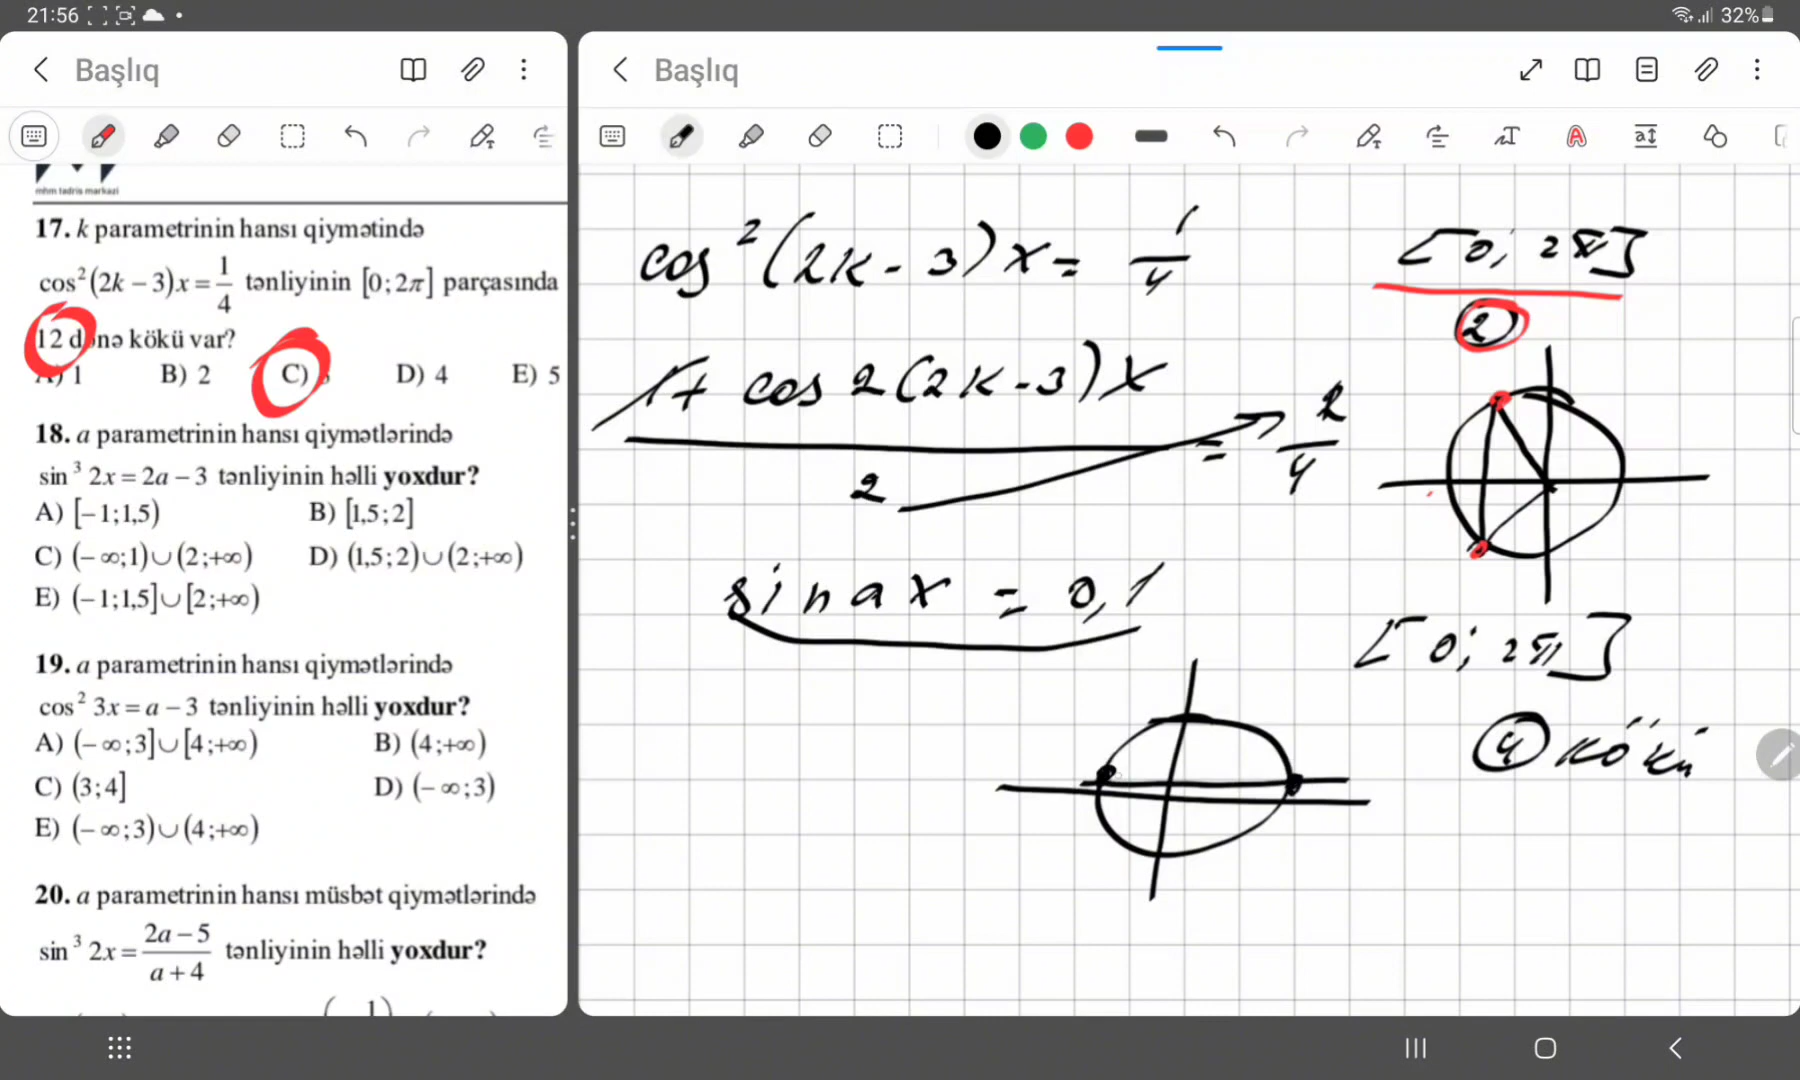 21:56
32%
Başlıq
mhm tadris markazi
17. k parametrinin hansı qiymətində
cos²(2k − 3)x = 1/4 tənliyinin [0; 2π] parçasında
12 dənə kökü var?
A) 1 B) 2 C) D) 4 E) 5
18. a parametrinin hansı qiymətlərində
sin³ 2x = 2a − 3 tənliyinin həlli yoxdur?
A) [−1;1,5) B) [1,5;2]
C) (−∞;1)∪(2;+∞) D) (1,5;2)∪(2;+∞)
E) (−1;1,5]∪[2;+∞)
19. a parametrinin hansı qiymətlərində
cos² 3x = a − 3 tənliyinin həlli yoxdur?
A) (−∞;3]∪[4;+∞) B) (4;+∞)
C) (3;4] D) (−∞;3)
E) (−∞;3)∪(4;+∞)
20. a parametrinin hansı müsbət qiymətlərində
sin³ 2x = (2a − 5)/(a + 4) tənliyinin həlli yoxdur?
Başlıq
cos²(2k-3)x = 1/4
[0; 2π]
2
1+ cos 2(2k-3)x / 2 = 2/4
sin ax = 0,1
[0; 2π]
4 kökü